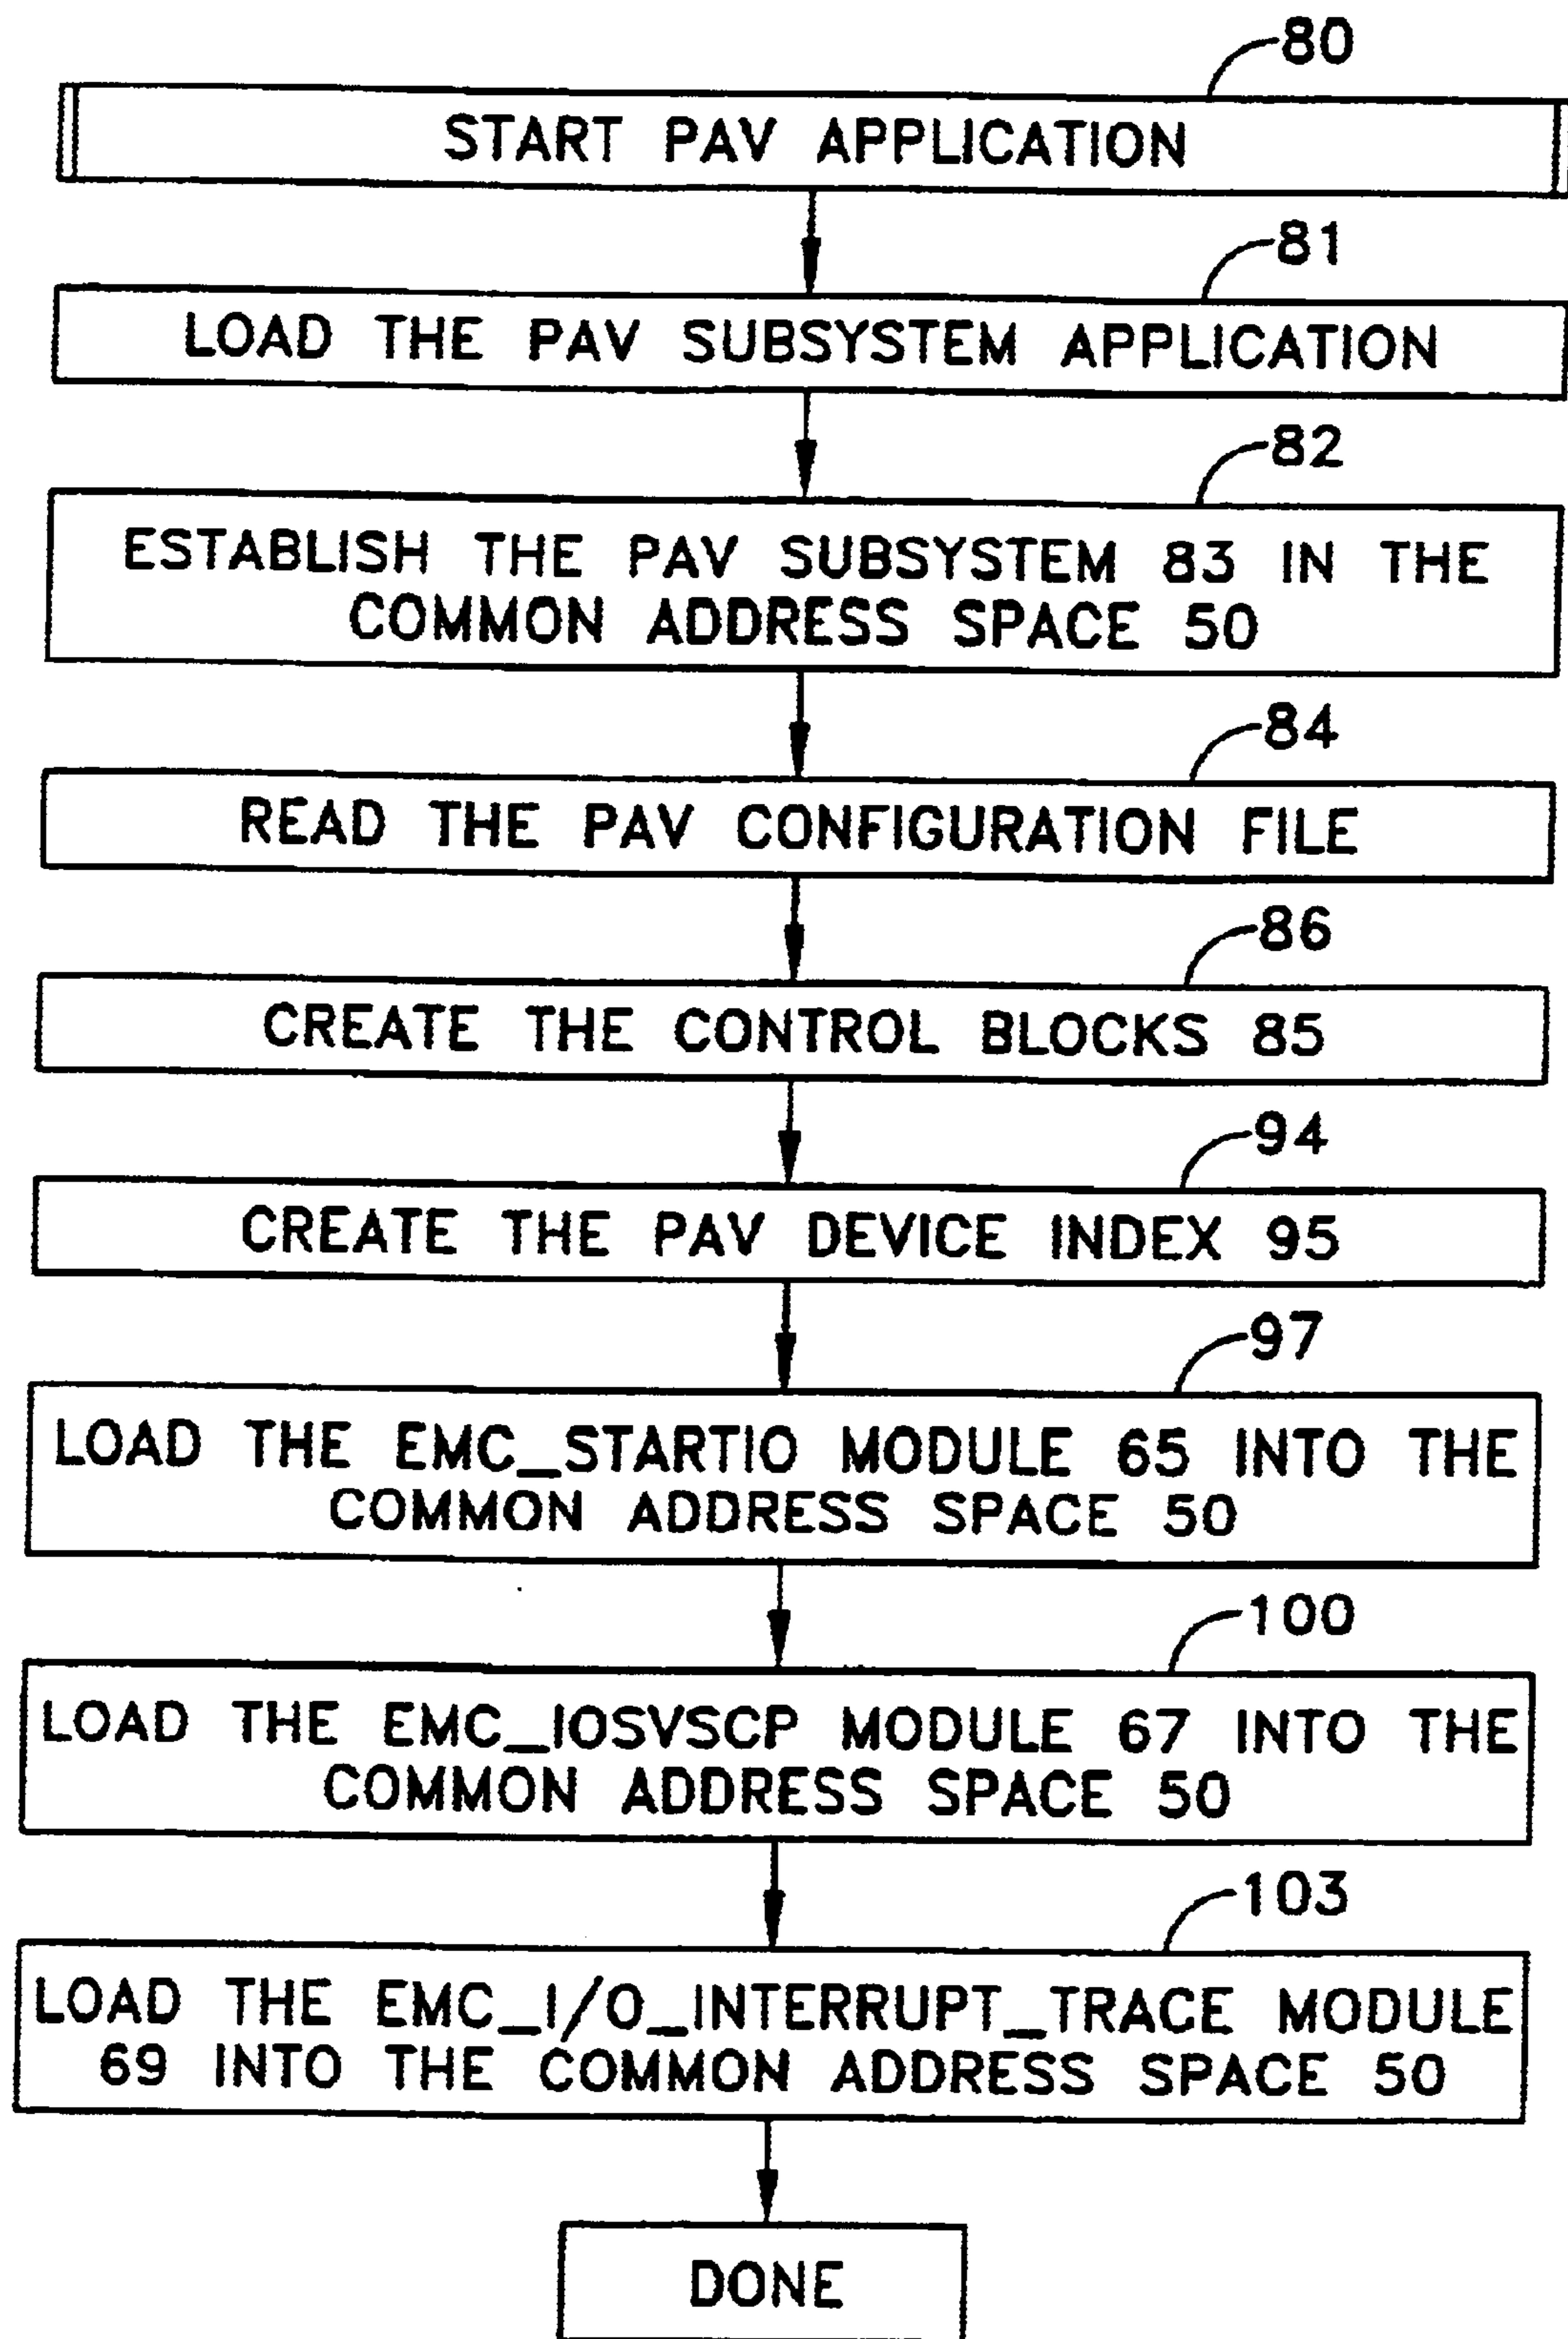 80
START PAV APPLICATION
81
LOAD THE PAV SUBSYSTEM APPLICATION
82
ESTABLISH THE PAV SUBSYSTEM 83 IN THE
COMMON ADDRESS SPACE 50
84
READ THE PAV CONFIGURATION FILE
86
CREATE THE CONTROL BLOCKS 85
94
CREATE THE PAV DEVICE INDEX 95
97
LOAD THE EMC_STARTIO MODULE 65 INTO THE
COMMON ADDRESS SPACE 50
100
LOAD THE EMC_IOSVSCP MODULE 67 INTO THE
COMMON ADDRESS SPACE 50
103
LOAD THE EMC_I/O_INTERRUPT_TRACE MODULE
69 INTO THE COMMON ADDRESS SPACE 50
DONE